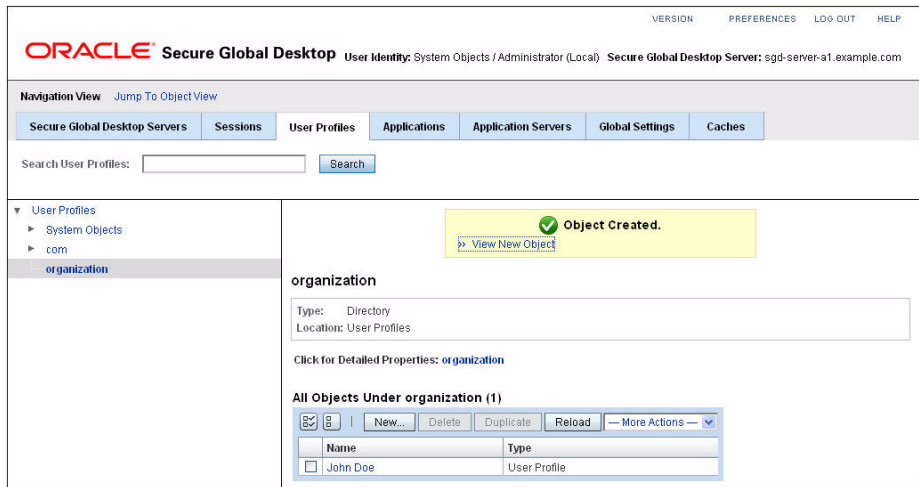 VERSION PREFERENCES LOG OUT HELP
ORACLE Secure Global Desktop User Identity: System Objects / Administrator (Local) Secure Global Desktop Server: sgd-server-a1.example.com
Navigation View Jump To Object View
Secure Global Desktop Servers Sessions User Profiles Applications Application Servers Global Settings Caches
Search User Profiles: Search
User Profiles
System Objects
com
organization
Object Created.
» View New Object
organization
Type: Directory
Location: User Profiles
Click for Detailed Properties: organization
All Objects Under organization (1)
New... Delete Duplicate Reload — More Actions —
Name Type
John Doe User Profile